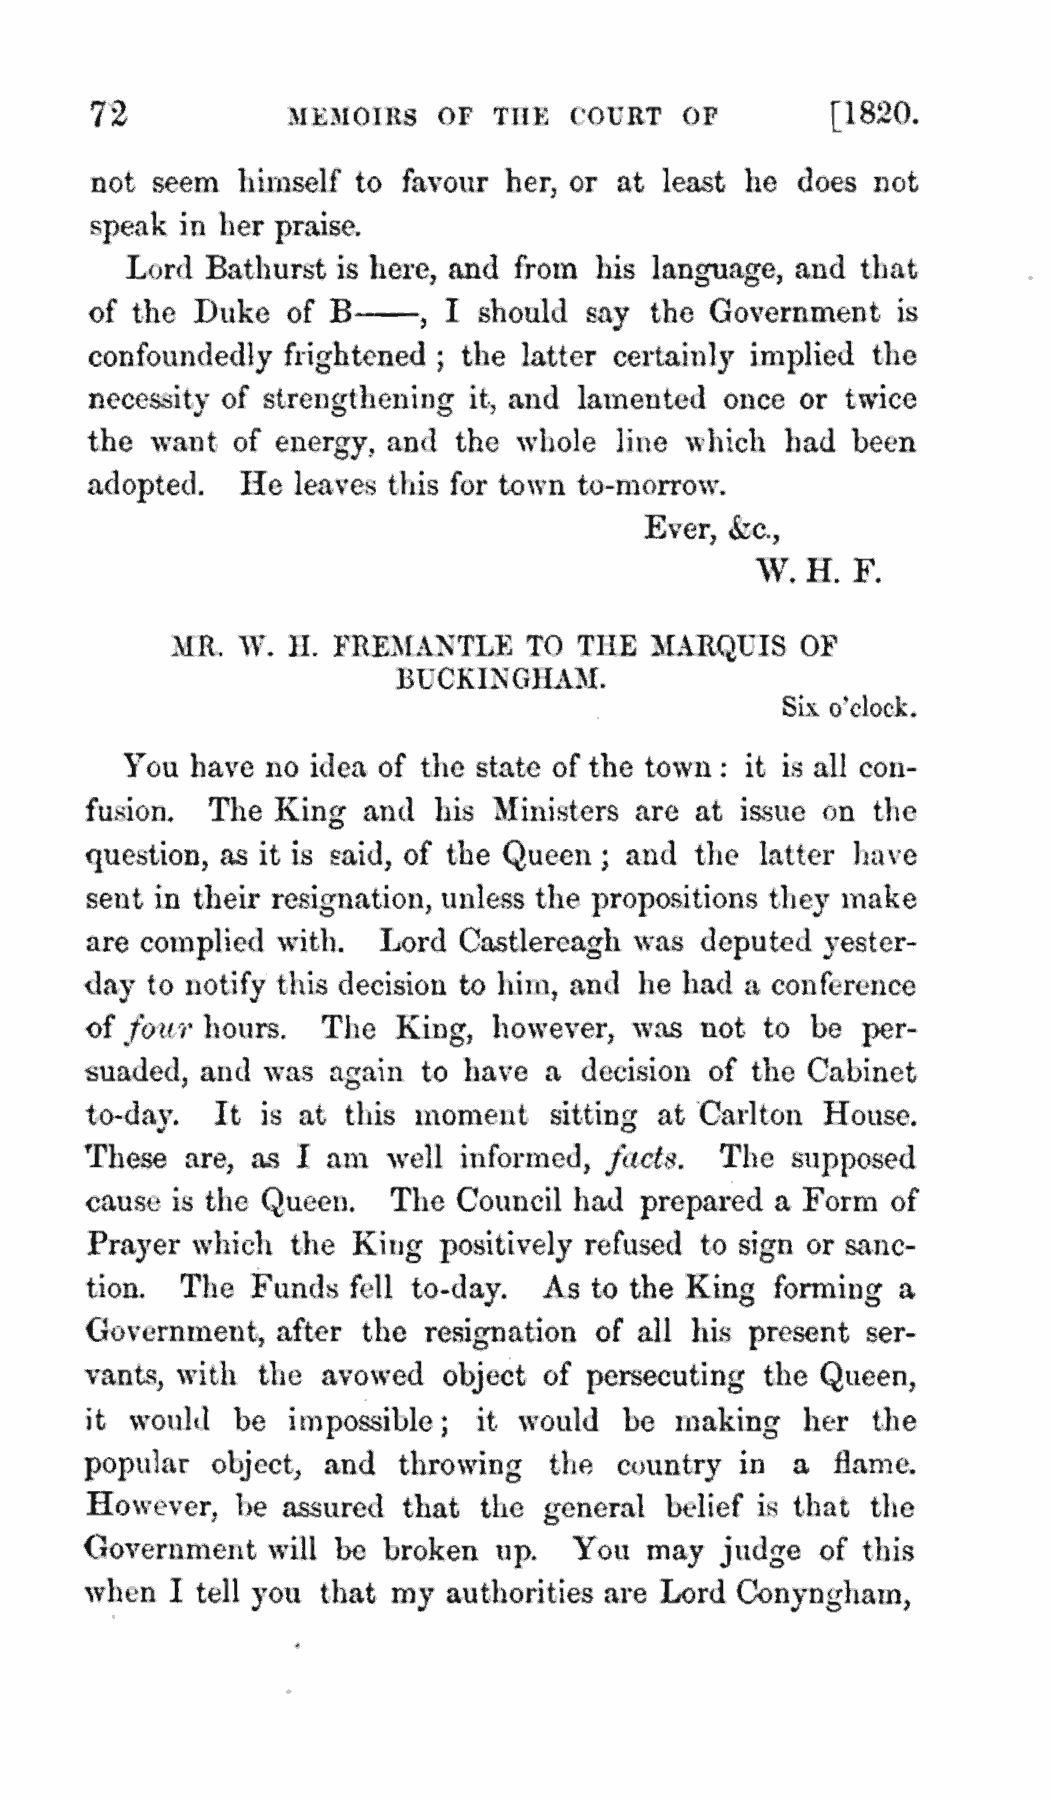 72 MEMOIRS OF THE COURT OF [1820.
not seem himself to favour her, or at least he does not
speak in her praise.
Lord Bathurst is here, and from his language, and that
of the Duke of B——, I should say the Government is
confoundedly frightened ; the latter certainly implied the
necessity of strengthening it, and lamented once or twice
the want of energy, and the whole line which had been
adopted. He leaves this for town to-morrow.
Ever, &c.,
W. H. F.
MR. W. H. FREMANTLE TO THE MARQUIS OF
BUCKINGHAM.
Six o'clock.
You have no idea of the state of the town : it is all con-
fusion. The King and his Ministers are at issue on the
question, as it is said, of the Queen ; and the latter have
sent in their resignation, unless the propositions they make
are complied with. Lord Castlereagh was deputed yester-
day to notify this decision to him, and he had a conference
of four hours. The King, however, was not to be per-
suaded, and was again to have a decision of the Cabinet
to-day. It is at this moment sitting at Carlton House.
These are, as I am well informed, facts. The supposed
cause is the Queen. The Council had prepared a Form of
Prayer which the King positively refused to sign or sanc-
tion. The Funds fell to-day. As to the King forming a
Government, after the resignation of all his present ser-
vants, with the avowed object of persecuting the Queen,
it would be impossible ; it would be making her the
popular object, and throwing the country in a flame.
However, be assured that the general belief is that the
Government will be broken up. You may judge of this
when I tell you that my authorities are Lord Conyngham,